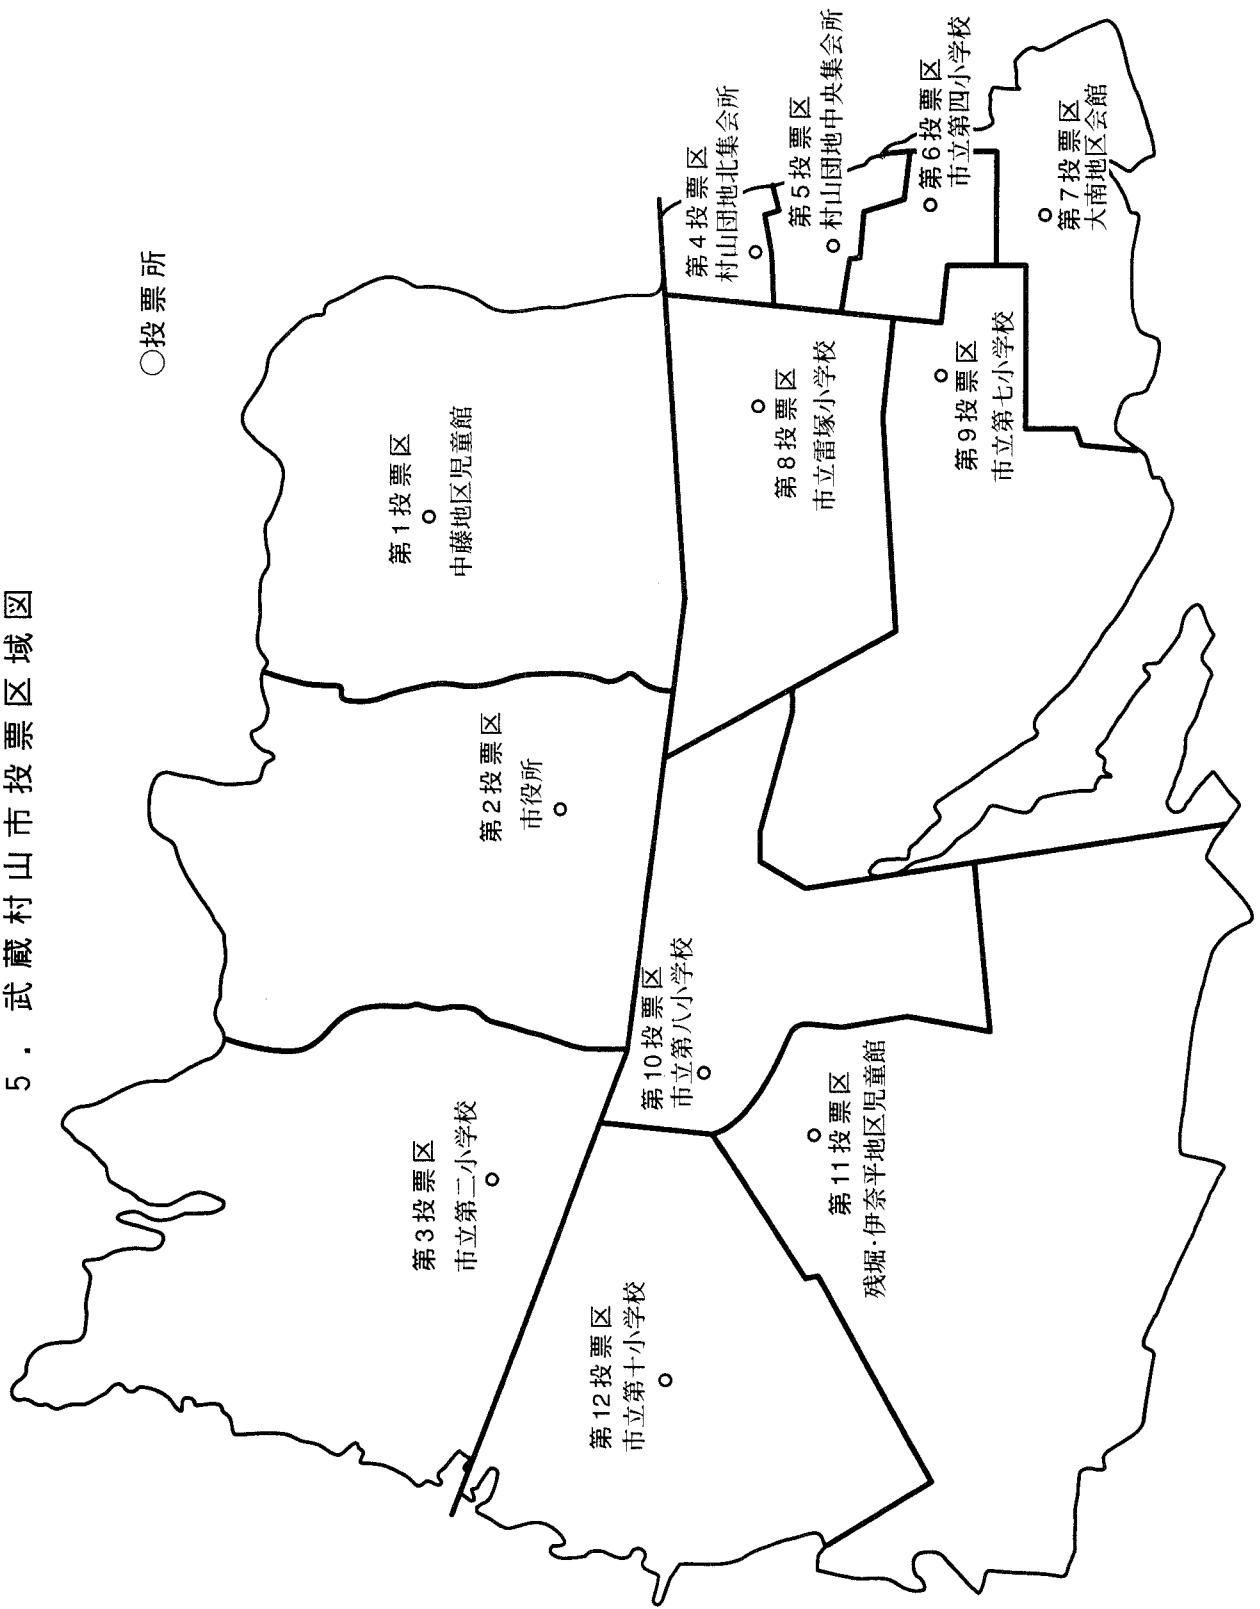 5．武蔵村山市投票区域図
○投票所
第1投票区
中藤地区児童館
第2投票区
市役所
第3投票区
市立第二小学校
第4投票区
村山団地北集会所
第5投票区
村山団地中央集会所
第6投票区
市立第四小学校
第7投票区
大南地区会館
第8投票区
市立雷塚小学校
第9投票区
市立第七小学校
第10投票区
市立第八小学校
第11投票区
残堀・伊奈平地区児童館
第12投票区
市立第十小学校